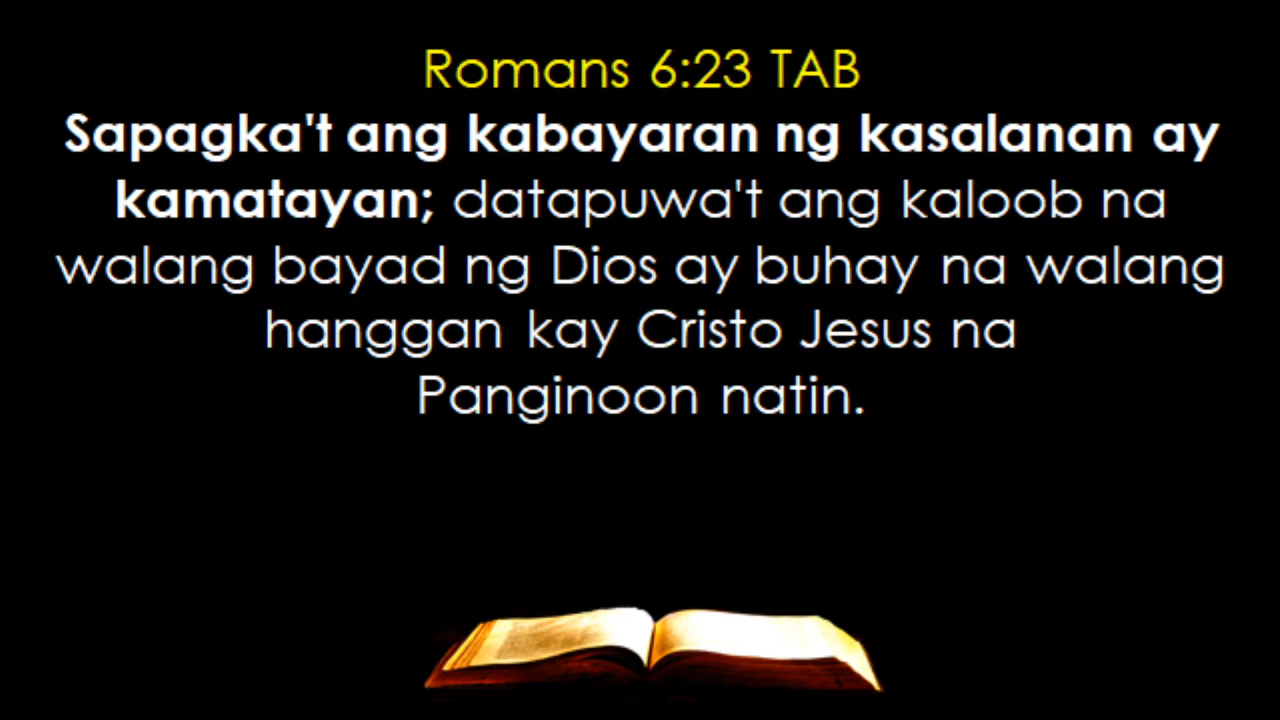 Romans 6:23 TAB
Sapagka't ang kabayaran ng kasalanan ay
kamatayan; datapuwa't ang kaloob na
walang bayad ng Dios ay buhay na walang
hanggan kay Cristo Jesus na
Panginoon natin.